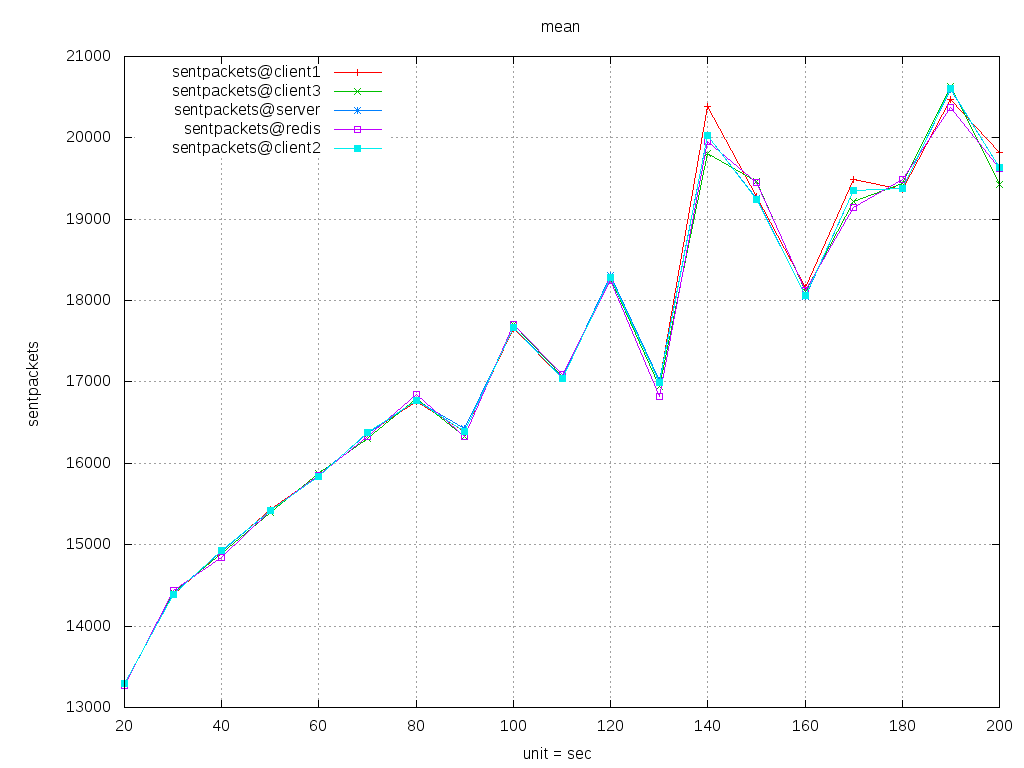 mean
21000
20000
19000
18000
17000
16000
15000
14000
13000
sentpackets
sentpackets@client1
sentpackets@client3
sentpackets@server
sentpackets@redis
sentpackets@client2
20 40 60 80 100 120 140 160 180 200
unit = sec